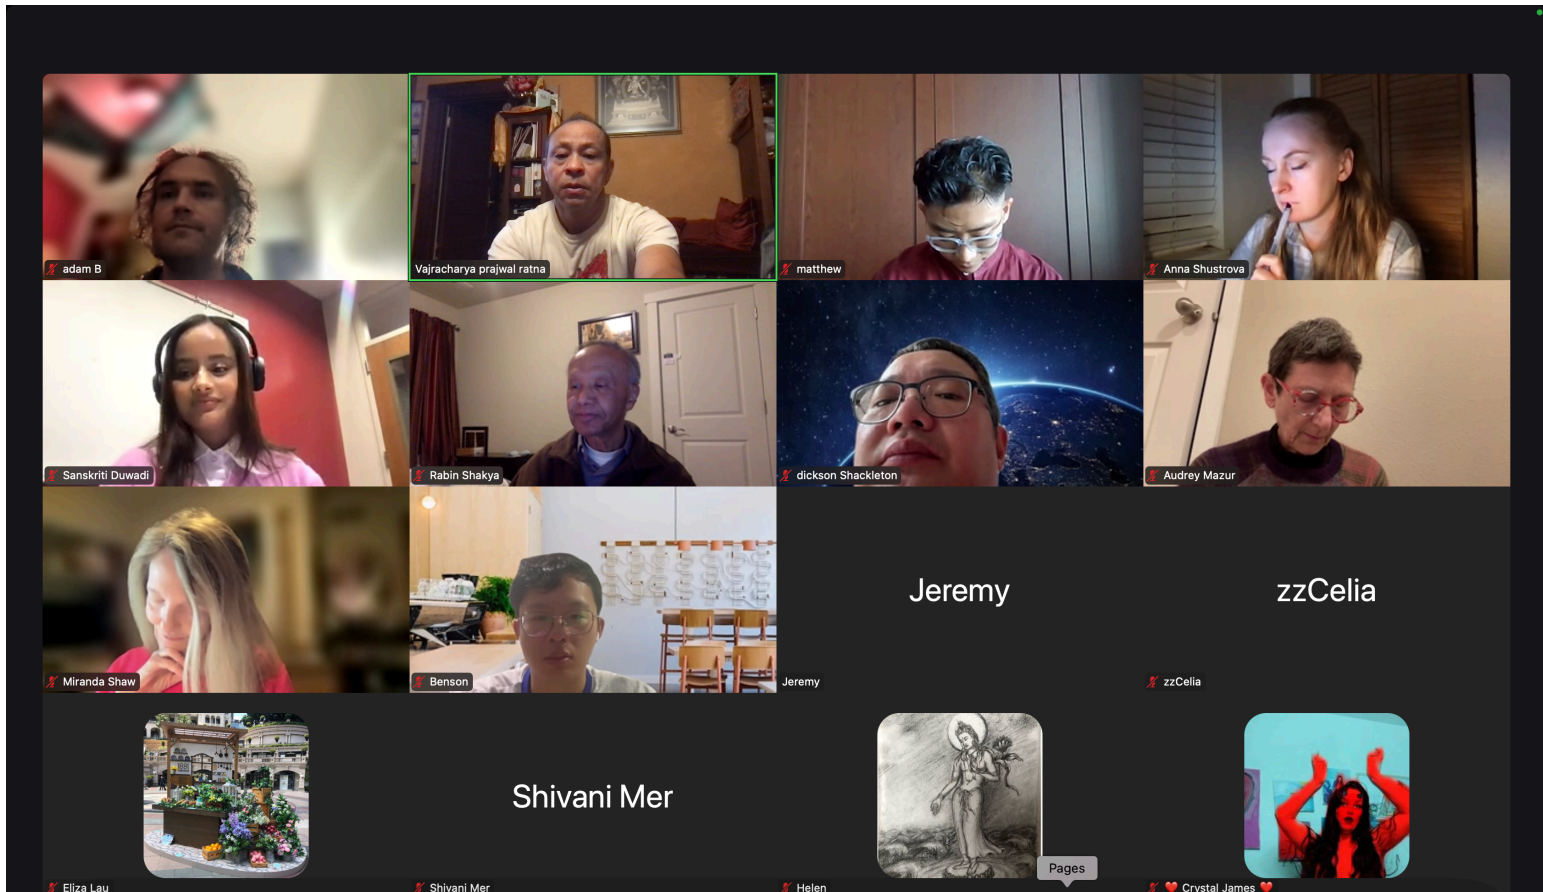 adam B
Vajracharya prajwal ratna
matthew
Anna Shustrova
Sanskriti Duwadi
Rabin Shakya
dickson Shackleton
Audrey Mazur
Miranda Shaw
Benson
Jeremy
Jeremy
zzCelia
zzCelia
Eliza Lau
Shivani Mer
Shivani Mer
Helen
Pages
❤️ Crystal James ❤️